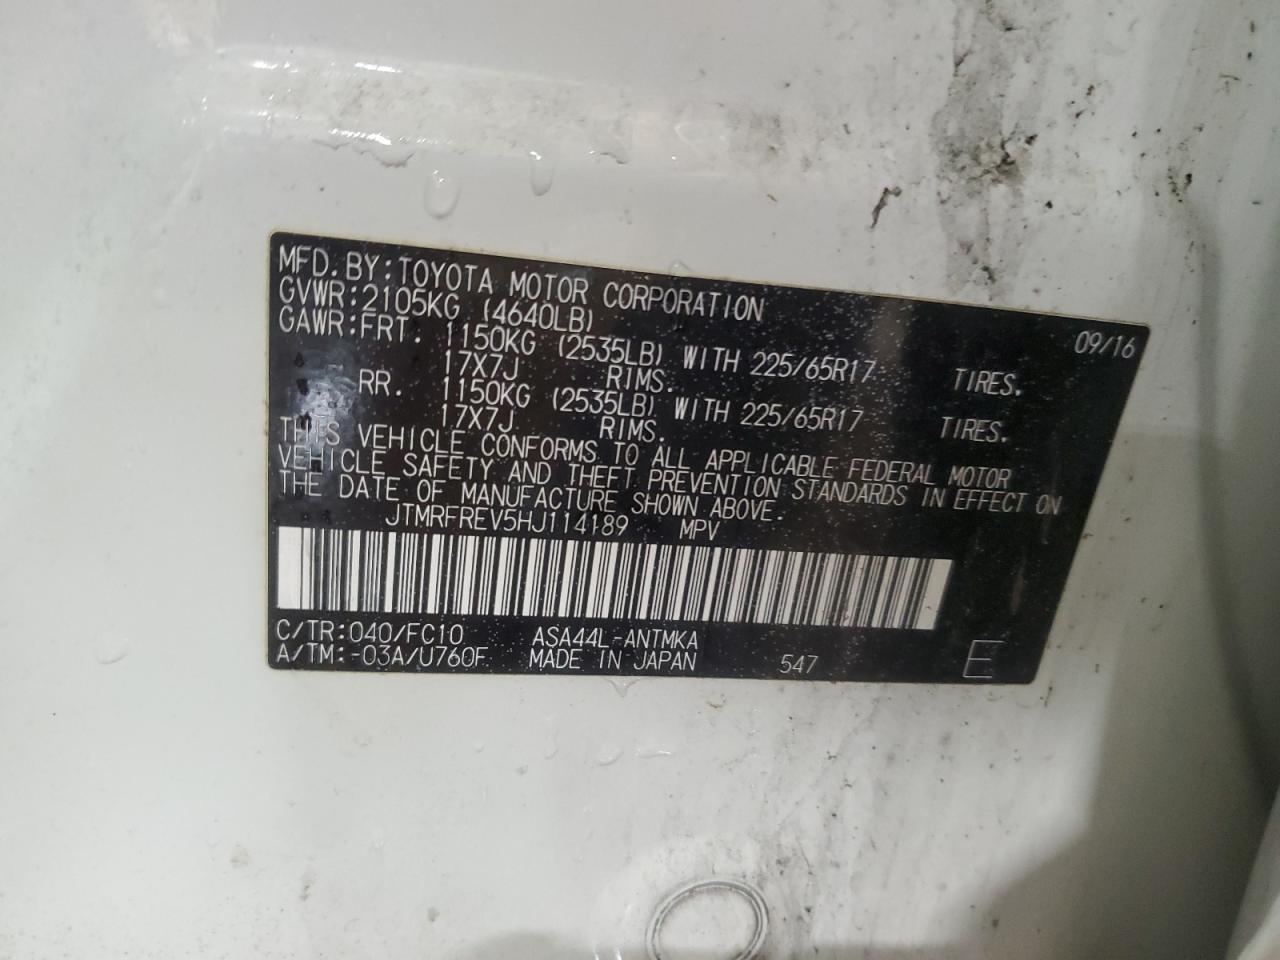 MFD. BY: TOYOTA MOTOR CORPORATION 09/16
GVWR: 2105KG (4640LB)
GAWR: FRT. 1150KG (2535LB) WITH 225/65R17 TIRES.
17X7J RIMS.
RR. 1150KG (2535LB) WITH 225/65R17 TIRES.
17X7J RIMS.
THIS VEHICLE CONFORMS TO ALL APPLICABLE FEDERAL MOTOR
VEHICLE SAFETY AND THEFT PREVENTION STANDARDS IN EFFECT ON
THE DATE OF MANUFACTURE SHOWN ABOVE.
JTMRFREV5HJ114189 MPV
C/TR: 040/FC10 ASA44L-ANTMKA
A/TM: -03A/U760F MADE IN JAPAN 547 E